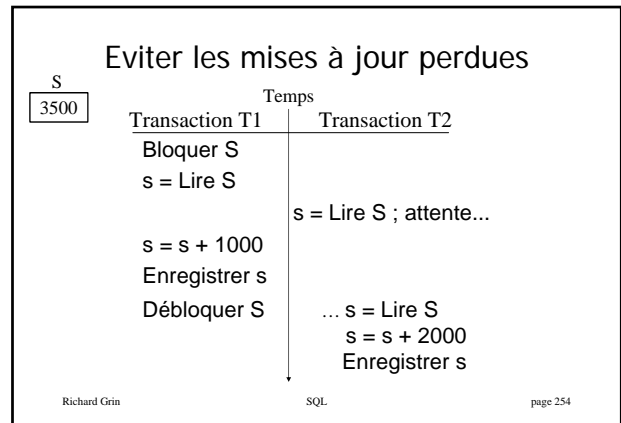 Eviter les mises à jour perdues
S
3500
Temps
Transaction T1 Transaction T2
Bloquer S
s = Lire S
s = Lire S ; attente...
s = s + 1000
Enregistrer s
Débloquer S … s = Lire S
s = s + 2000
Enregistrer s
Richard Grin SQL page 254